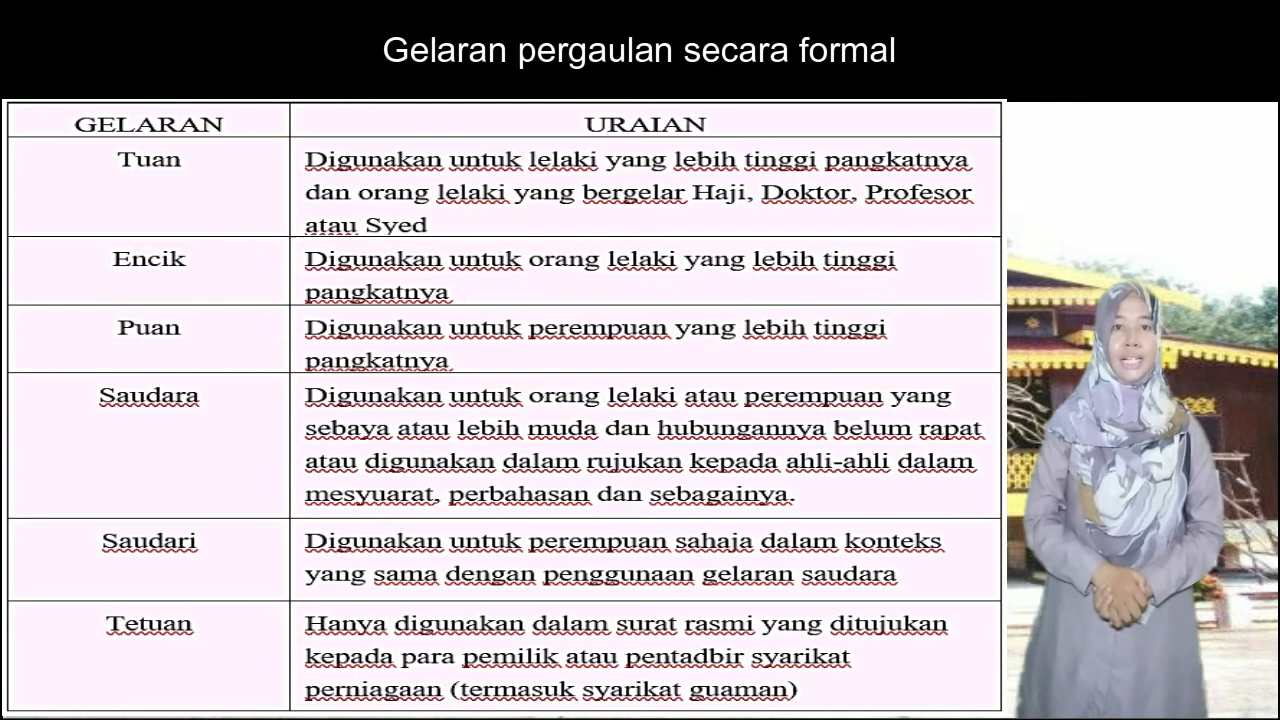 Gelaran pergaulan secara formal
GELARAN
URAIAN
Tuan
Digunakan untuk lelaki yang lebih tinggi pangkatnya
dan orang lelaki yang bergelar Haji, Doktor, Profesor
atau Syed
Encik
Digunakan untuk orang lelaki yang lebih tinggi
pangkatnya
Puan
Digunakan untuk perempuan yang lebih tinggi
pangkatnya
Saudara
Digunakan untuk orang lelaki atau perempuan yang
sebaya atau lebih muda dan hubungannya belum rapat
atau digunakan dalam rujukan kepada ahli-ahli dalam
mesyuarat, perbahasan dan sebagainya.
Saudari
Digunakan untuk perempuan sahaja dalam konteks
yang sama dengan penggunaan gelaran saudara
Tetuan
Hanya digunakan dalam surat rasmi yang ditujukan
kepada para pemilik atau pentadbir syarikat
perniagaan (termasuk syarikat guaman)